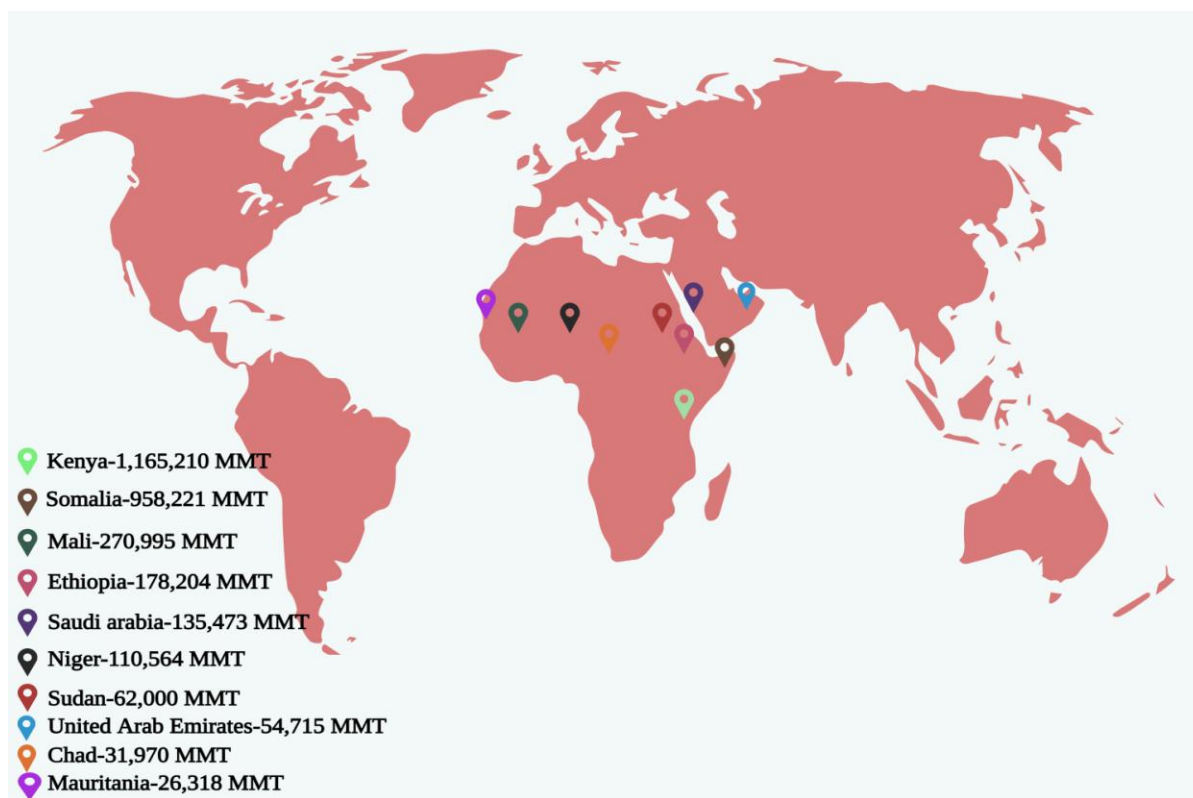 Kenya-1,165,210 MMT
Somalia-958,221 MMT
Mali-270,995 MMT
Ethiopia-178,204 MMT
Saudi arabia-135,473 MMT
Niger-110,564 MMT
Sudan-62,000 MMT
United Arab Emirates-54,715 MMT
Chad-31,970 MMT
Mauritania-26,318 MMT